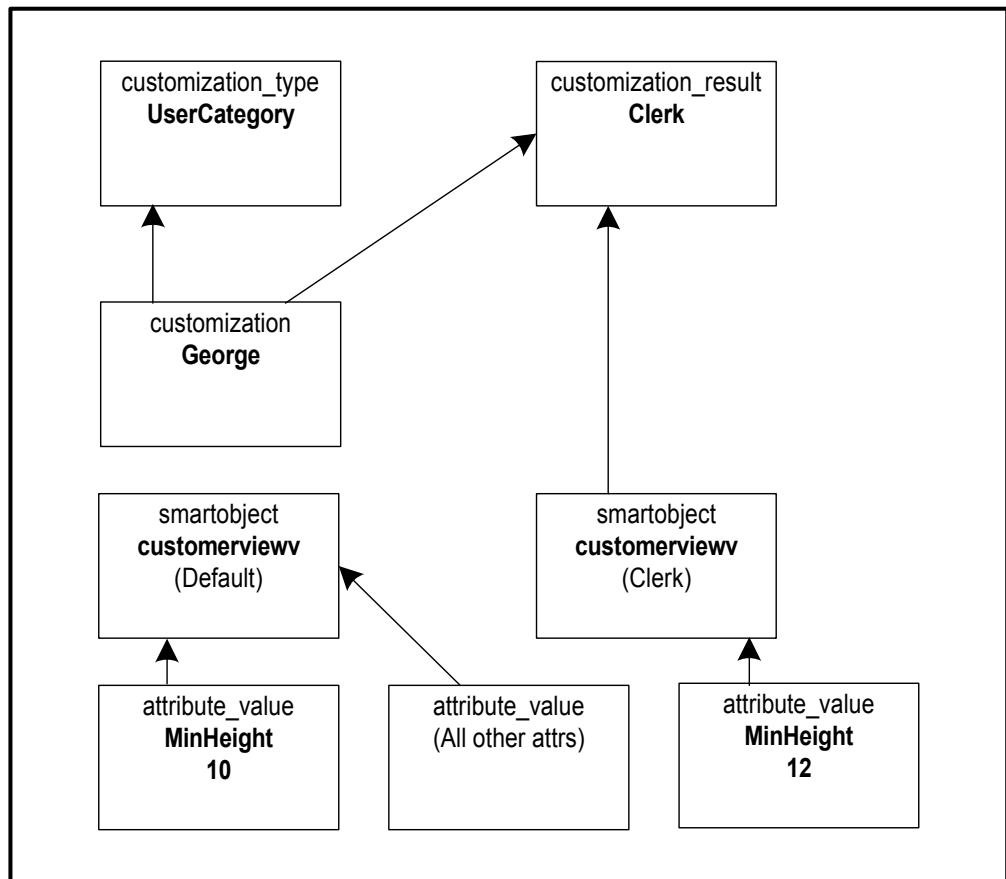 customization_type
UserCategory
customization_result
Clerk
customization
George
smartobject
customerviewv
(Default)
smartobject
customerviewv
(Clerk)
attribute_value
MinHeight
10
attribute_value
(All other attrs)
attribute_value
MinHeight
12